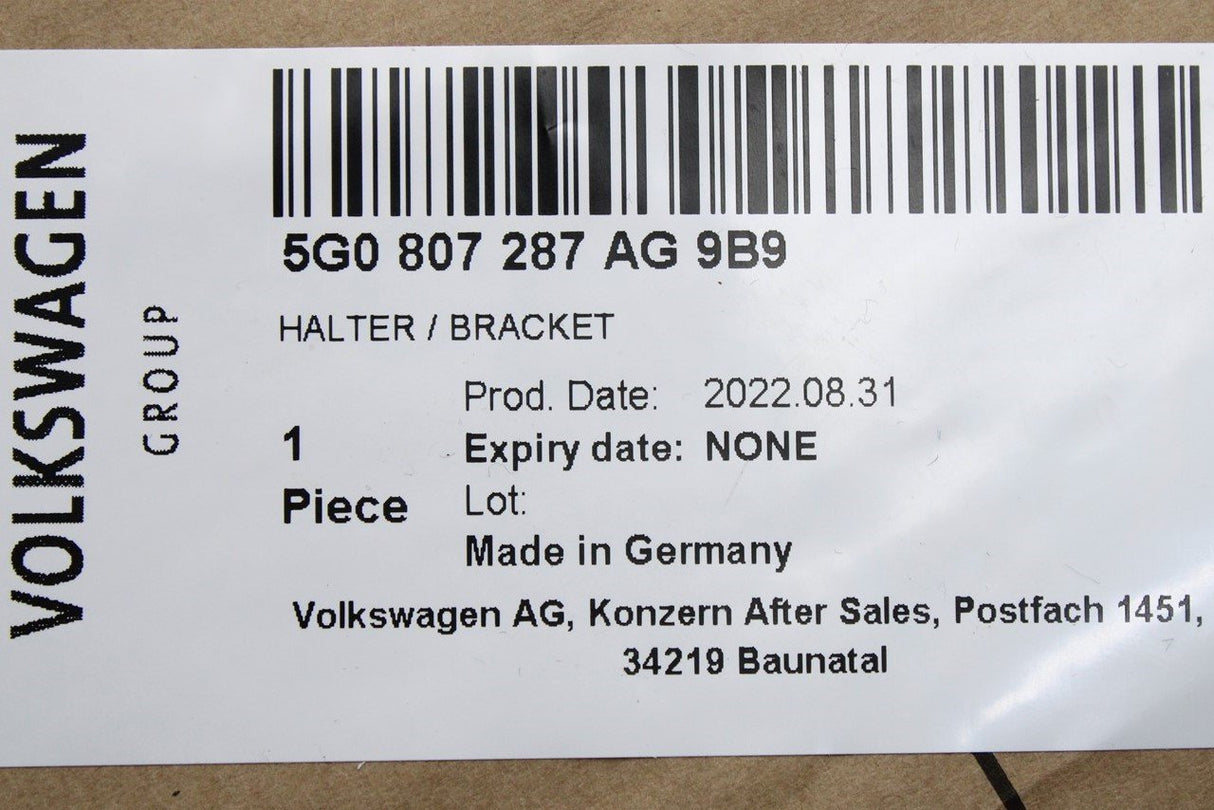 VOLKSWAGEN
GROUP
5G0 807 287 AG 9B9
HALTER / BRACKET
Prod. Date: 2022.08.31
1 Expiry date: NONE
Piece Lot:
Made in Germany
Volkswagen AG, Konzern After Sales, Postfach 1451,
34219 Baunatal